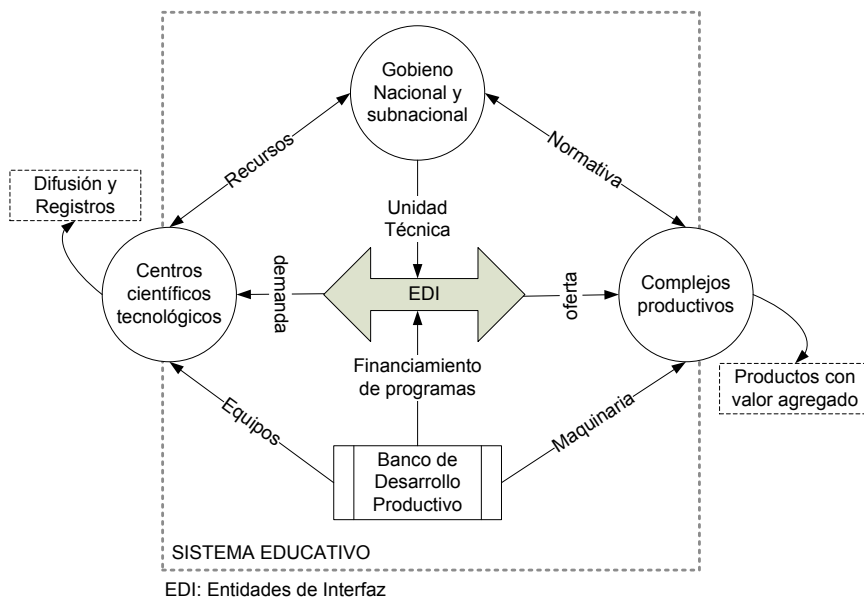 Gobieno
Nacional y
subnacional
Recursos
Normativa
Difusión y
Registros
Unidad
Técnica
Centros
científicos
tecnológicos
demanda
EDI
oferta
Complejos
productivos
Financiamiento
de programas
Productos con
valor agregado
Equipos
Maquinaria
Banco de
Desarrollo
Productivo
SISTEMA EDUCATIVO
EDI: Entidades de Interfaz